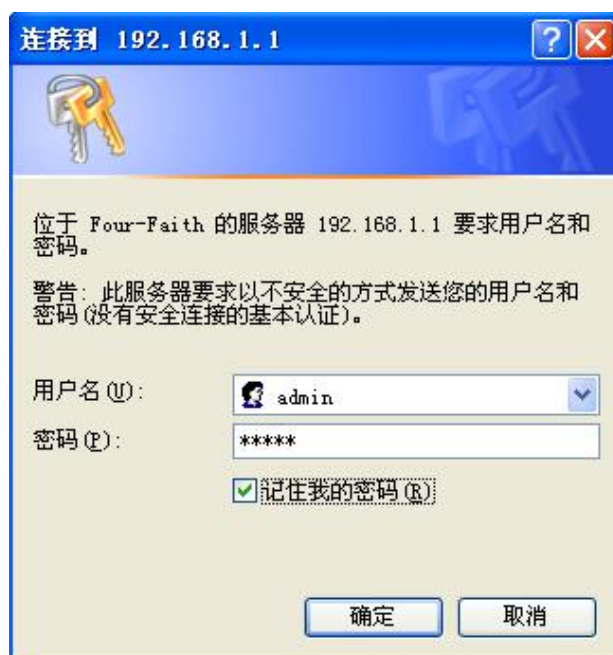 连接到 192.168.1.1
位于 Four-Faith 的服务器 192.168.1.1 要求用户名和
密码。
警告: 此服务器要求以不安全的方式发送您的用户名和
密码(没有安全连接的基本认证)。
用户名(U):
admin
密码(P):
*****
记住我的密码(R)
确定
取消